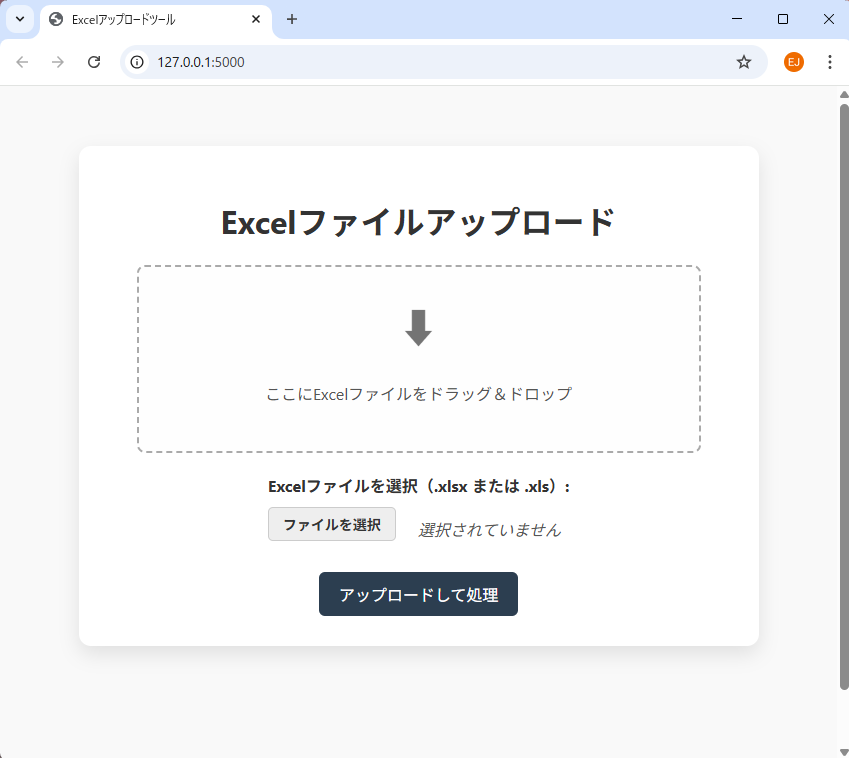 Excelアップロードツール
127.0.0.1:5000
EJ
Excelファイルアップロード
ここにExcelファイルをドラッグ＆ドロップ
Excelファイルを選択（.xlsx または .xls）:
ファイルを選択 選択されていません
アップロードして処理